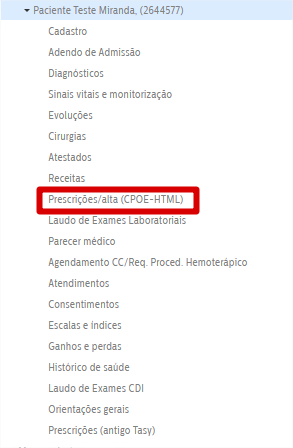 Paciente Teste Miranda, (2644577)
Cadastro
Adendo de Admissão
Diagnósticos
Sinais vitais e monitorização
Evoluções
Cirurgias
Atestados
Receitas
Prescrições/alta (CPOE-HTML)
Laudo de Exames Laboratoriais
Parecer médico
Agendamento CC/Req. Proced. Hemoterápico
Atendimentos
Consentimentos
Escalas e índices
Ganhos e perdas
Histórico de saúde
Laudo de Exames CDI
Orientações gerais
Prescrições (antigo Tasy)